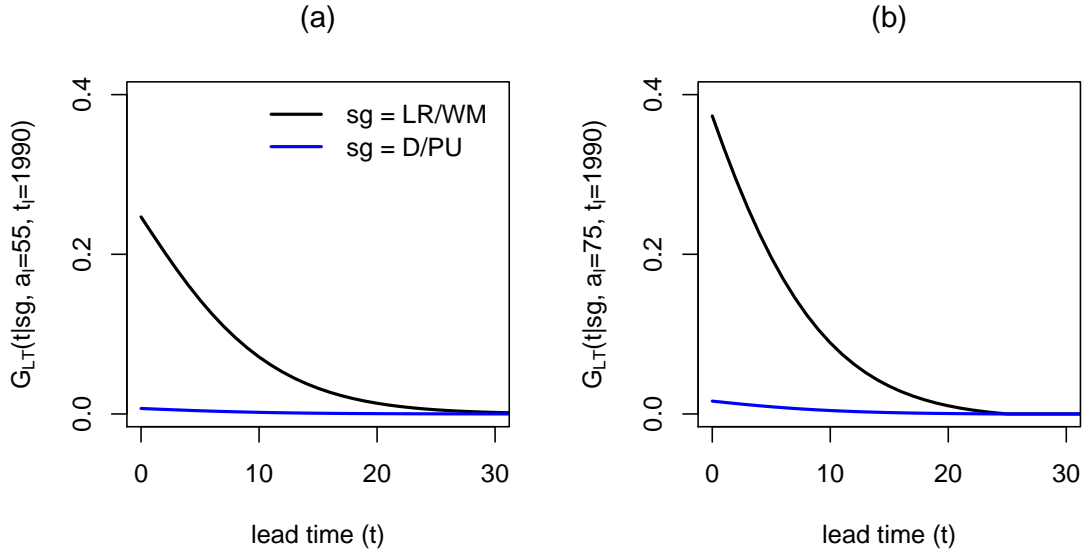 (a)
G_LT(t|sg, a_I=55, t_I=1990)
0.4
0.2
0.0
sg = LR/WM
sg = D/PU
0 10 20 30
lead time (t)
(b)
G_LT(t|sg, a_I=75, t_I=1990)
0.4
0.2
0.0
0 10 20 30
lead time (t)